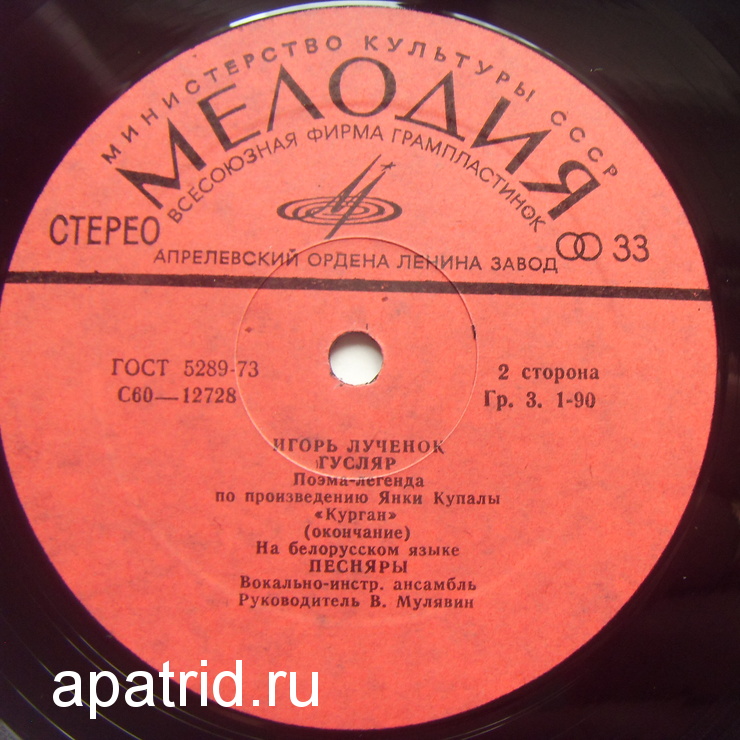 МИНИСТЕРСТВО КУЛЬТУРЫ СССР
МЕЛОДИЯ
ВСЕСОЮЗНАЯ ФИРМА ГРАМПЛАСТИНОК
СТЕРЕО
33
АПРЕЛЕВСКИЙ ОРДЕНА ЛЕНИНА ЗАВОД
ГОСТ 5289-73
С60—12728
2 сторона
Гр. 3. 1-90
ИГОРЬ ЛУЧЕНОК
ГУСЛЯР
Поэма-легенда
по произведению Янки Купалы
«Курган»
(окончание)
На белорусском языке
ПЕСНЯРЫ
Вокально-инстр. ансамбль
Руководитель В. Мулявин
apatrid.ru